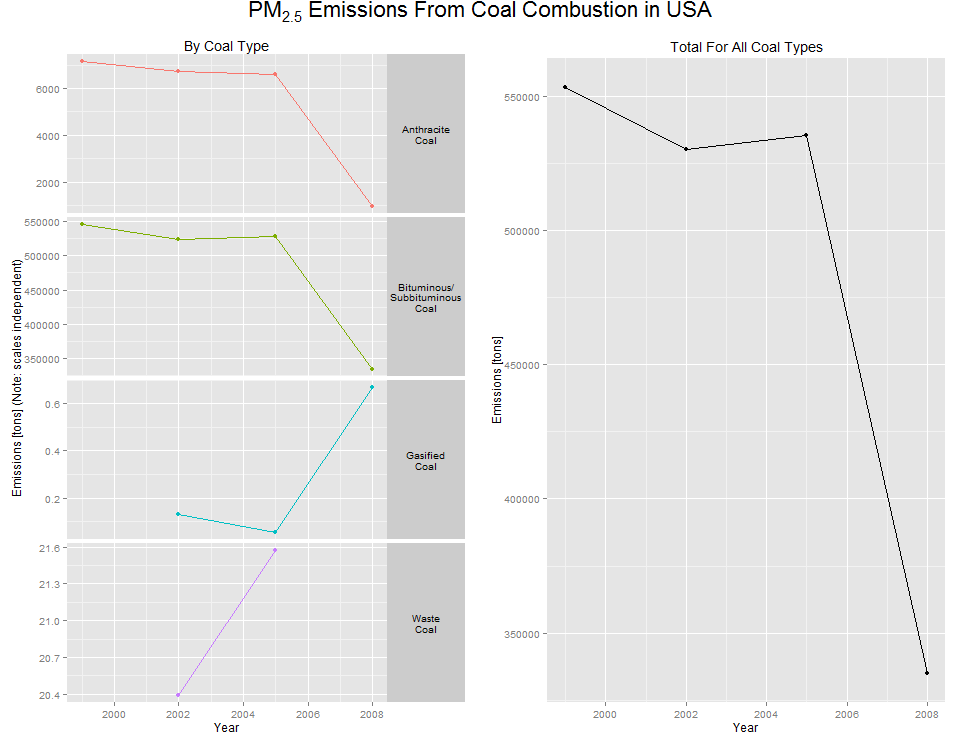 PM2.5 Emissions From Coal Combustion in USA
By Coal Type
Emissions [tons] (Note: scales independent)
6000
4000
2000
Anthracite
Coal
550000
500000
450000
400000
350000
Bituminous/
Subbituminous
Coal
0.6
0.4
0.2
Gasified
Coal
21.6
21.3
21.0
20.7
20.4
Waste
Coal
2000 2002 2004 2006 2008
Year
Total For All Coal Types
Emissions [tons]
550000
500000
450000
400000
350000
2000 2002 2004 2006 2008
Year